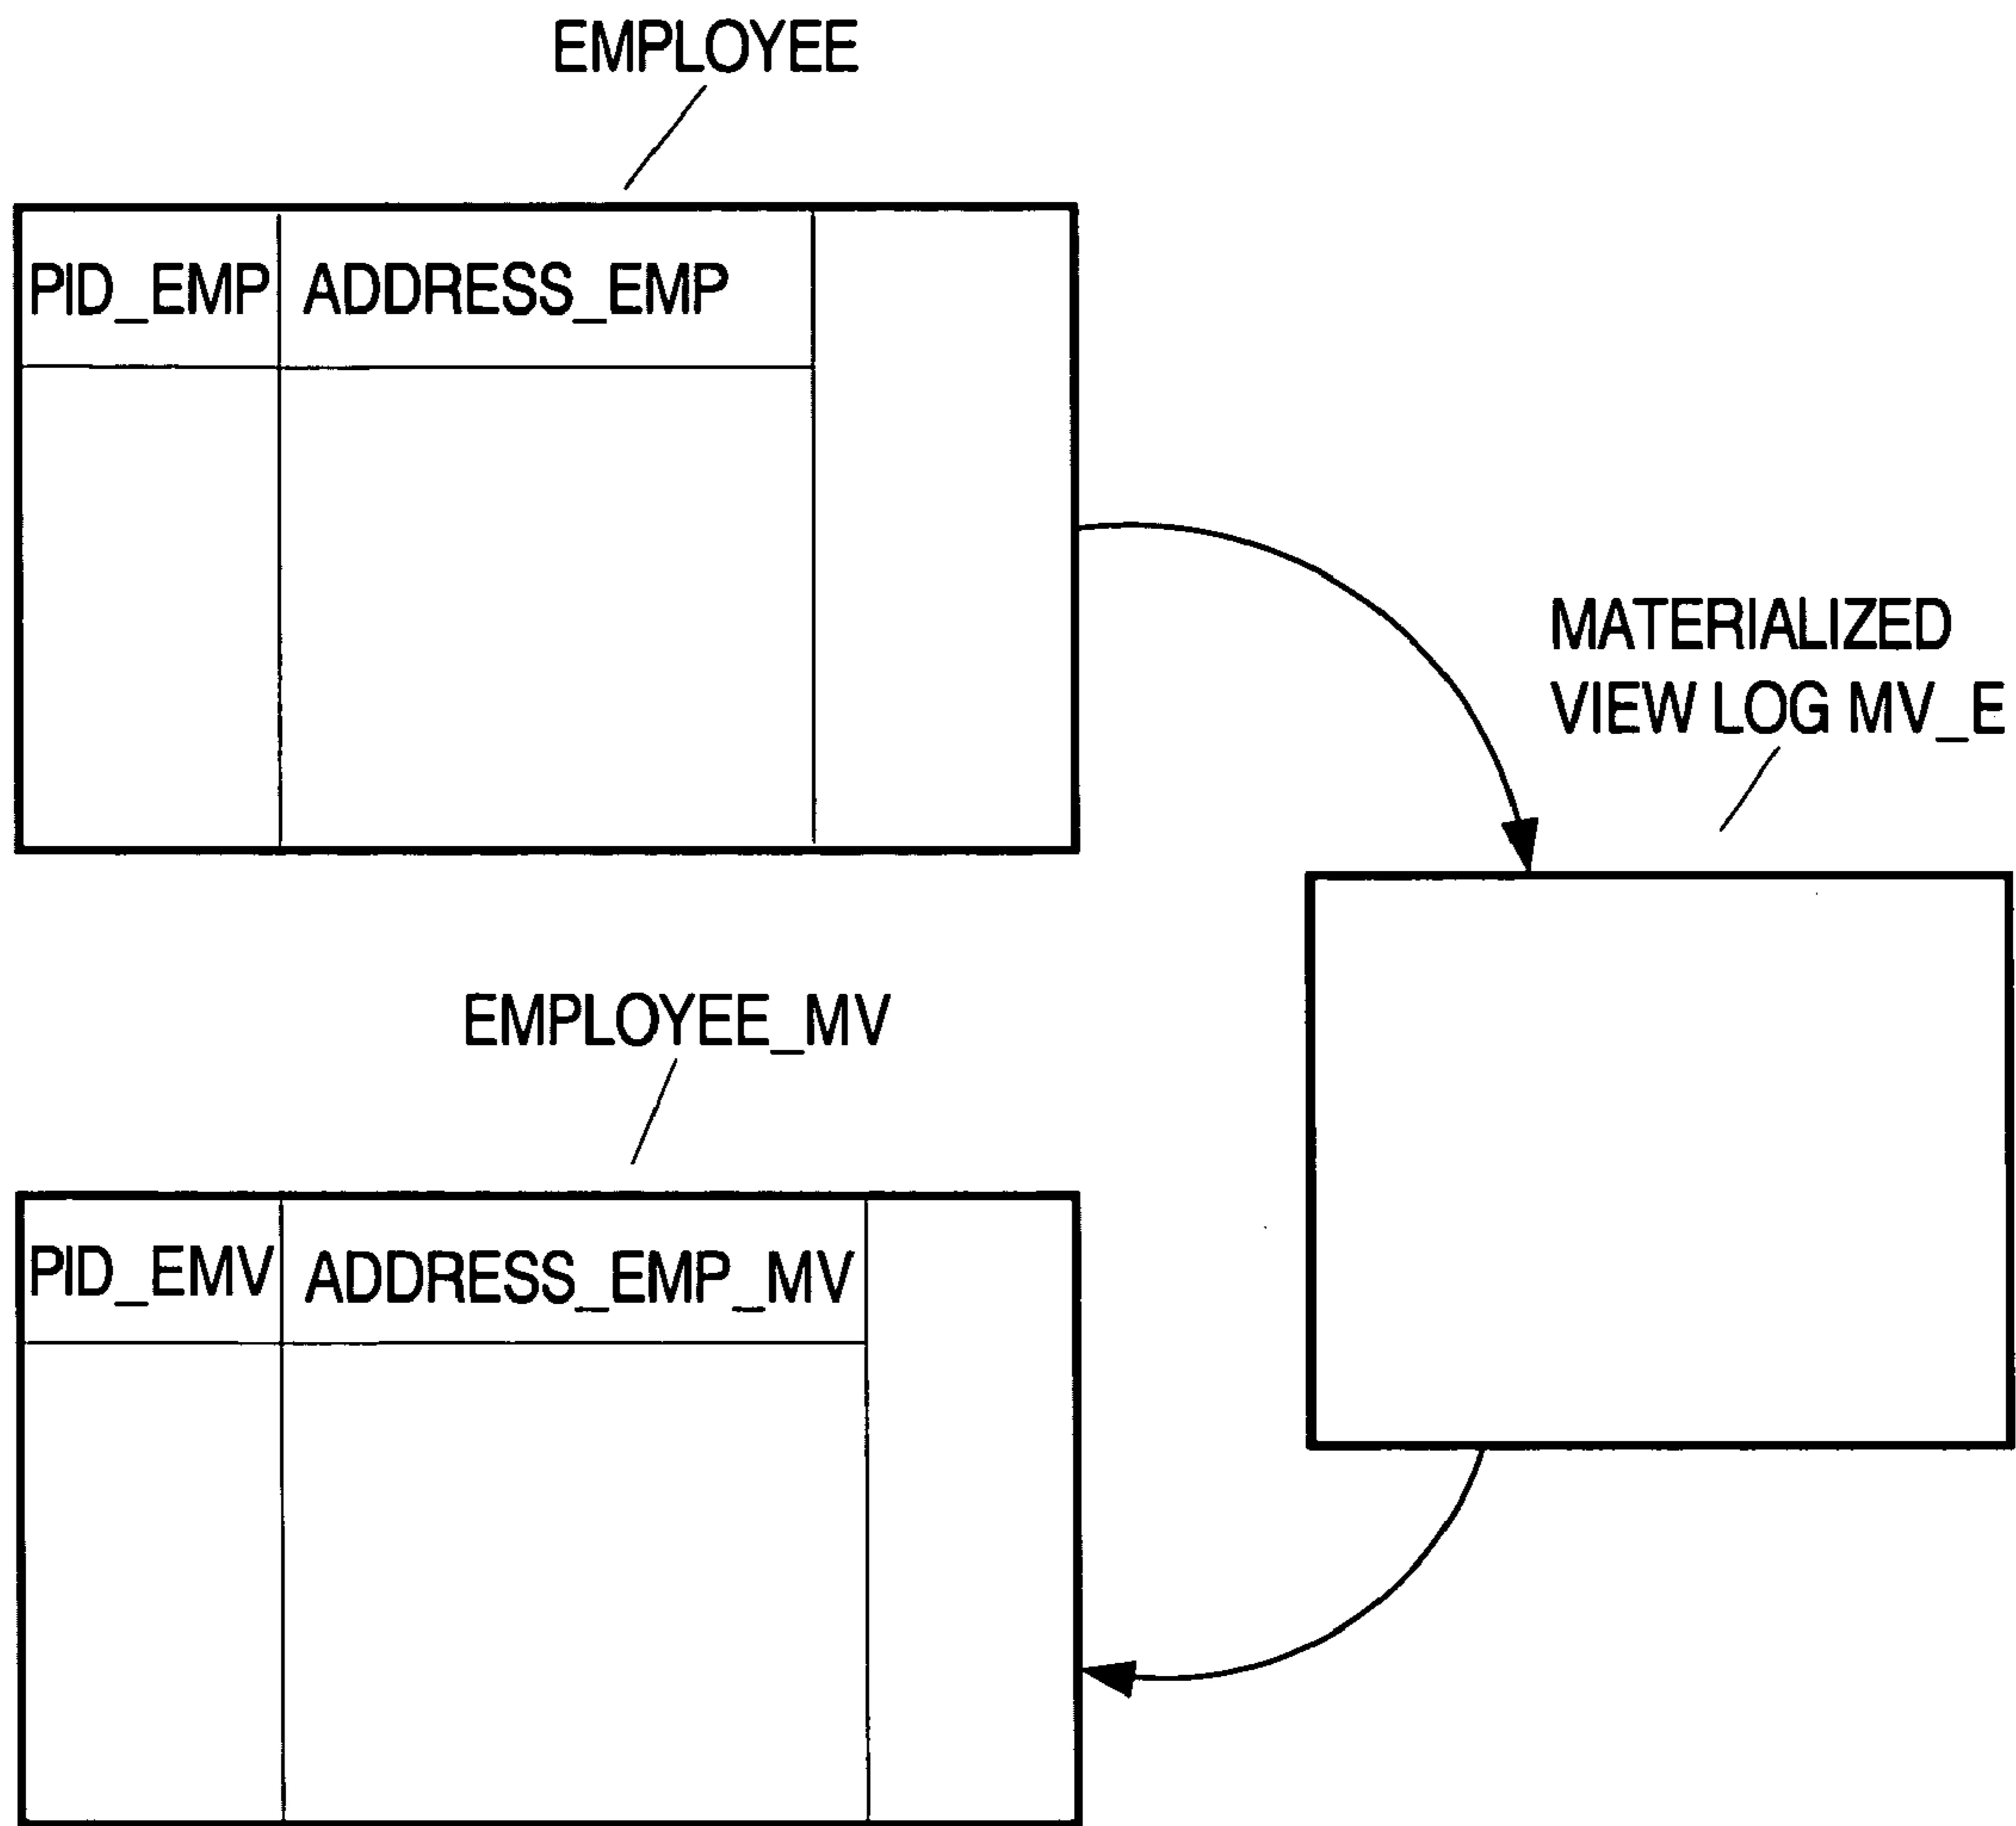 EMPLOYEE
PID_EMP
ADDRESS_EMP
MATERIALIZED
VIEW LOG MV_E
EMPLOYEE_MV
PID_EMV
ADDRESS_EMP_MV